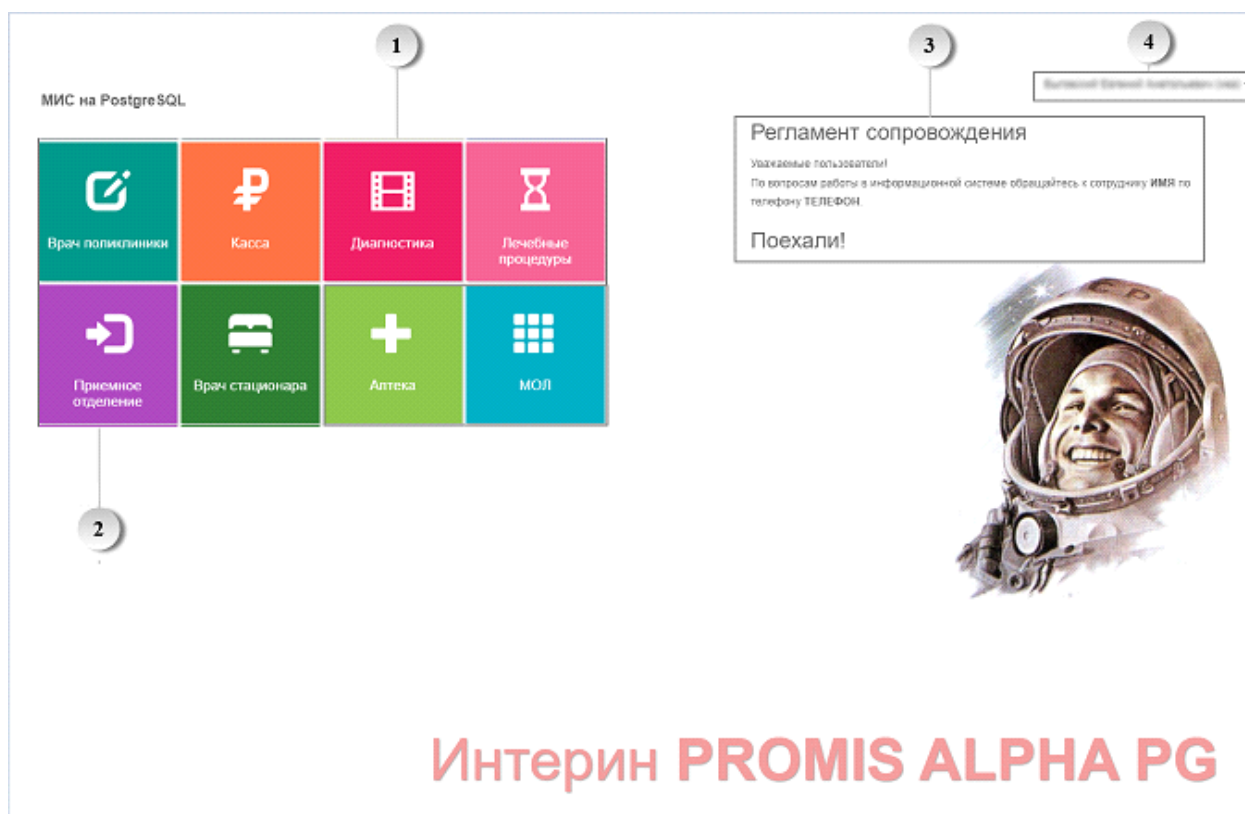 1
3
4
МИС на PostgreSQL
Регламент сопровождения
Уважаемые пользователи!
По вопросам работы в информационной системе обращайтесь к сотруднику ИМЯ по
телефону ТЕЛЕФОН.
Поехали!
Врач поликлиники
Касса
Диагностика
Лечебные
процедуры
Приемное
отделение
Врач стационара
Аптека
МОЛ
2
СР
Интерин PROMIS ALPHA PG